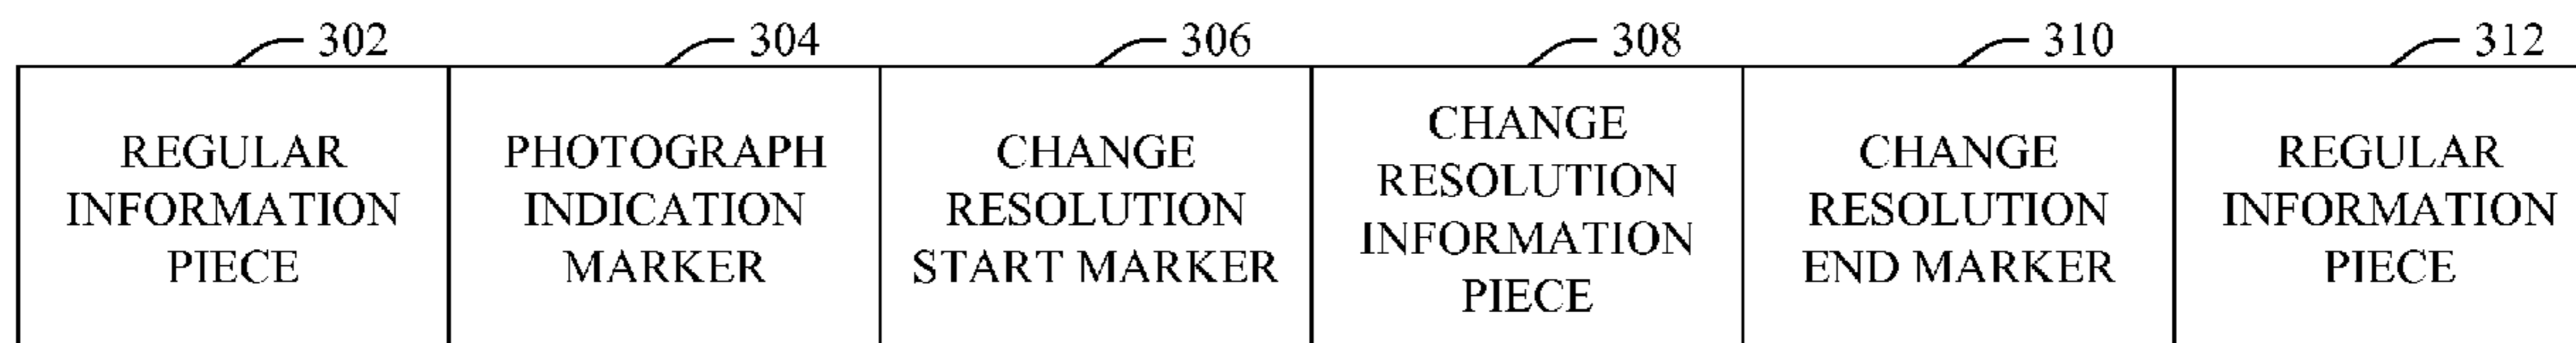 302 304 306 308 310 312
REGULAR
INFORMATION
PIECE
PHOTOGRAPH
INDICATION
MARKER
CHANGE
RESOLUTION
START MARKER
CHANGE
RESOLUTION
INFORMATION
PIECE
CHANGE
RESOLUTION
END MARKER
REGULAR
INFORMATION
PIECE